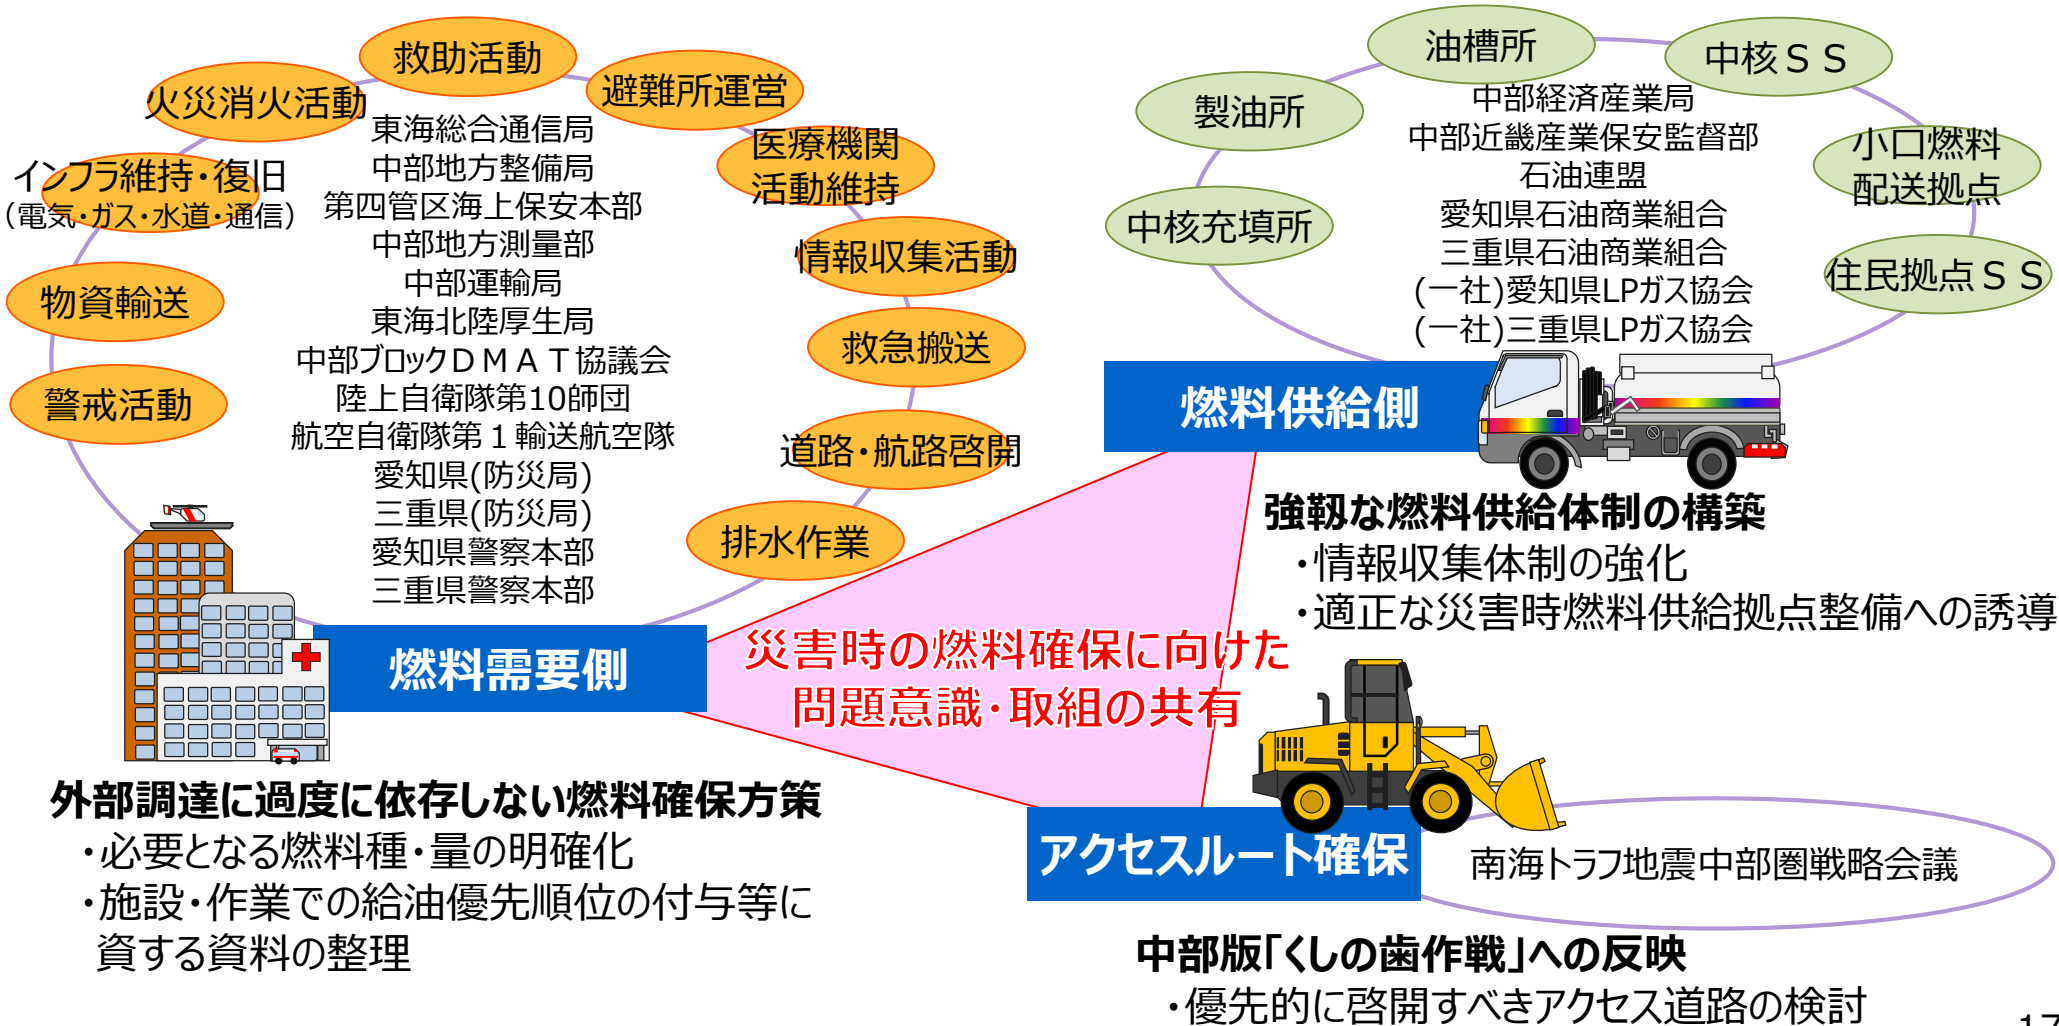 救助活動
火災消火活動
避難所運営
インフラ維持・復旧
（電気・ガス・水道・通信）
医療機関
活動維持
情報収集活動
物資輸送
救急搬送
警戒活動
道路・航路啓開
排水作業
東海総合通信局
中部地方整備局
第四管区海上保安本部
中部地方測量部
中部運輸局
東海北陸厚生局
中部ブロックＤＭＡＴ協議会
陸上自衛隊第10師団
航空自衛隊第１輸送航空隊
愛知県(防災局)
三重県(防災局)
愛知県警察本部
三重県警察本部
燃料需要側
外部調達に過度に依存しない燃料確保方策
・必要となる燃料種・量の明確化
・施設・作業での給油優先順位の付与等に
資する資料の整理
油槽所
中核ＳＳ
製油所
小口燃料
配送拠点
中核充填所
住民拠点ＳＳ
中部経済産業局
中部近畿産業保安監督部
石油連盟
愛知県石油商業組合
三重県石油商業組合
(一社)愛知県LPガス協会
(一社)三重県LPガス協会
燃料供給側
強靱な燃料供給体制の構築
・情報収集体制の強化
・適正な災害時燃料供給拠点整備への誘導
災害時の燃料確保に向けた
問題意識・取組の共有
アクセスルート確保
南海トラフ地震中部圏戦略会議
中部版「くしの歯作戦」への反映
・優先的に啓開すべきアクセス道路の検討
17